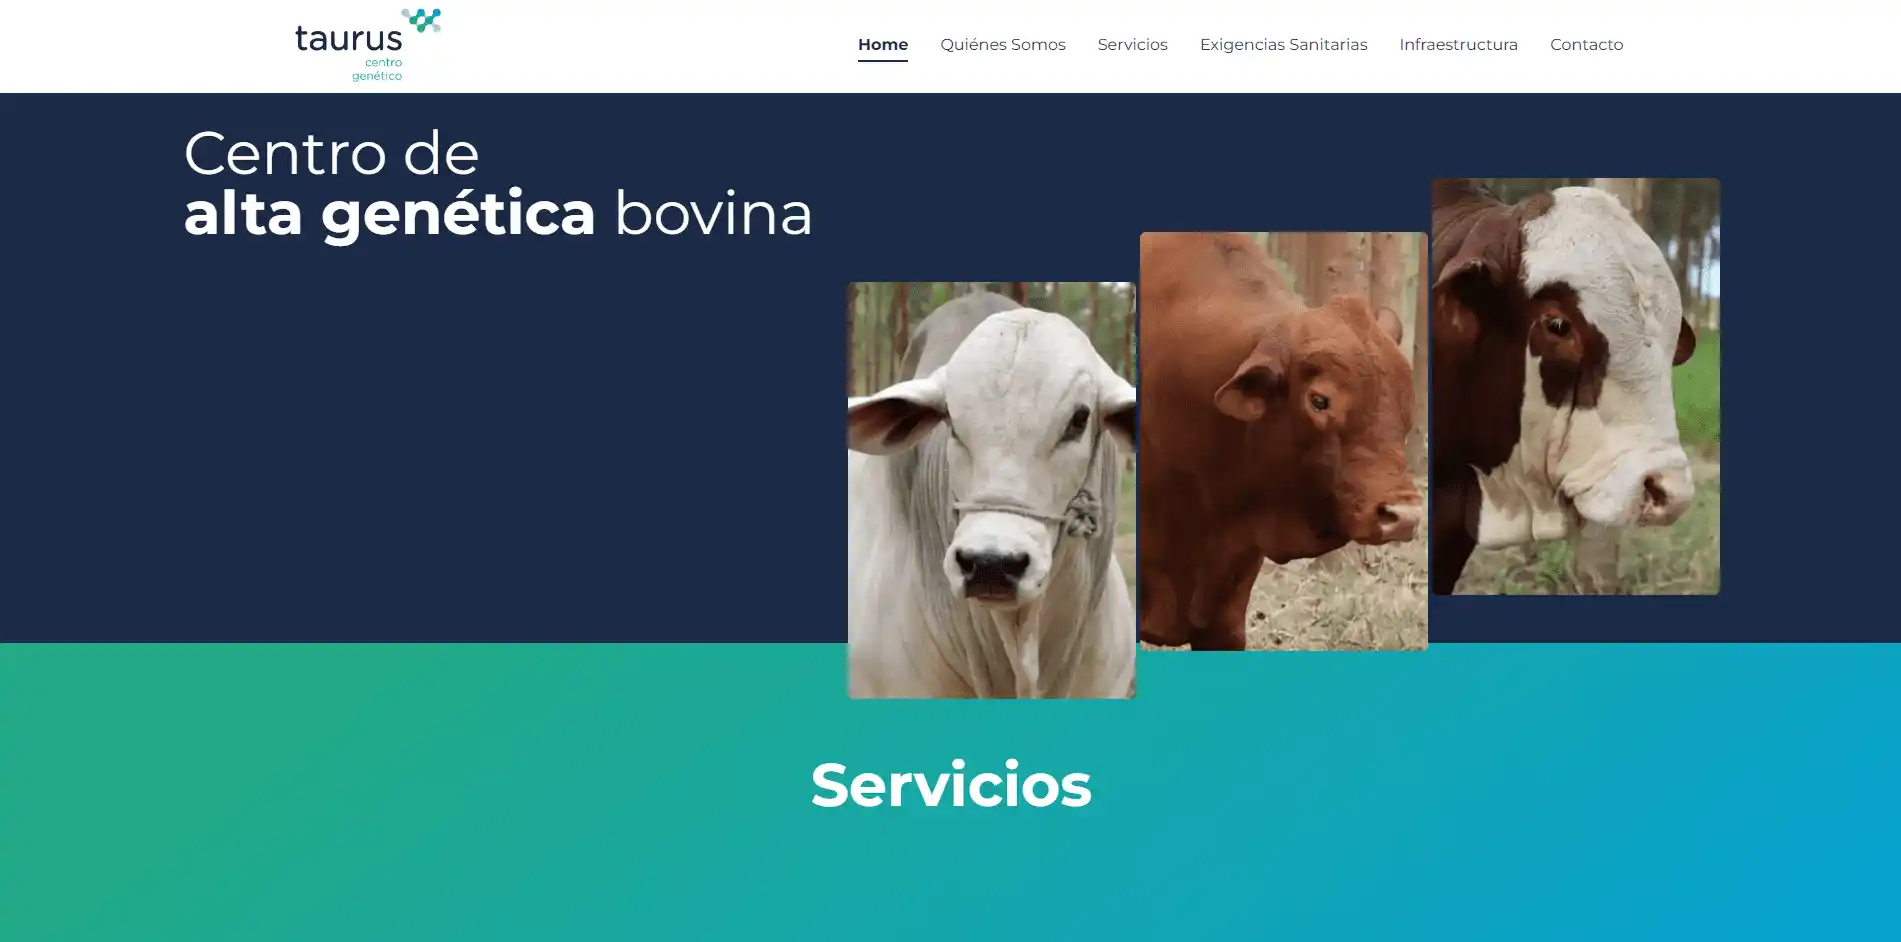 taurus
centro
genético
Home Quiénes Somos Servicios Exigencias Sanitarias Infraestructura Contacto
Centro de
alta genética bovina
Servicios